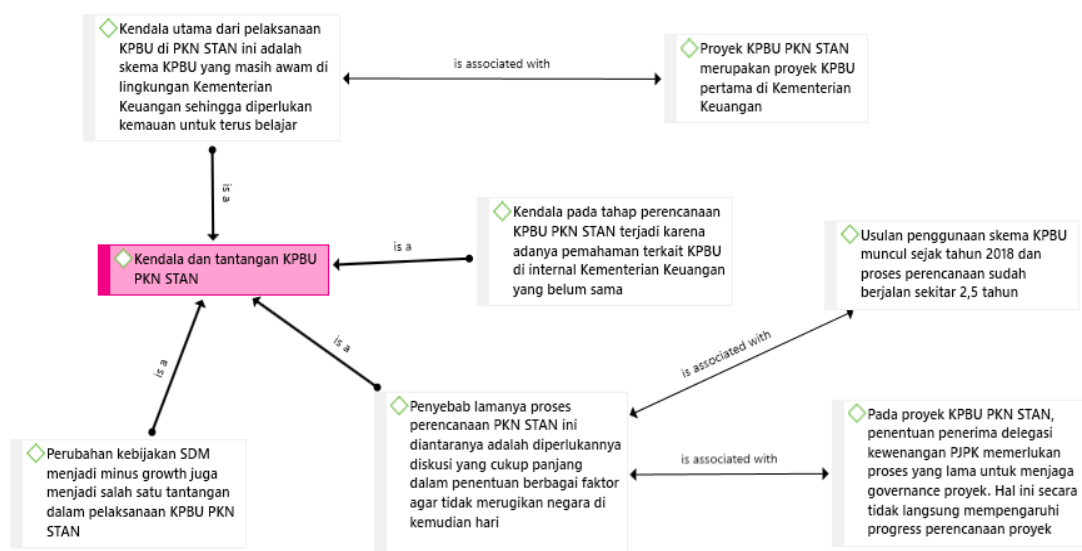 Kendala utama dari pelaksanaan
KPBU di PKN STAN ini adalah
skema KPBU yang masih awam di
lingkungan Kementerian
Keuangan sehingga diperlukan
kemauan untuk terus belajar
is associated with
Proyek KPBU PKN STAN
merupakan proyek KPBU
pertama di Kementerian
Keuangan
is a
Kendala dan tantangan KPBU
PKN STAN
is a
Kendala pada tahap perencanaan
KPBU PKN STAN terjadi karena
adanya pemahaman terkait KPBU
di internal Kementerian Keuangan
yang belum sama
Usulan penggunaan skema KPBU
muncul sejak tahun 2018 dan
proses perencanaan sudah
berjalan sekitar 2,5 tahun
is a
is a
is associated with
Perubahan kebijakan SDM
menjadi minus growth juga
menjadi salah satu tantangan
dalam pelaksanaan KPBU PKN
STAN
Penyebab lamanya proses
perencanaan PKN STAN ini
diantaranya adalah diperlukannya
diskusi yang cukup panjang
dalam penentuan berbagai faktor
agar tidak merugikan negara di
kemudian hari
is associated with
Pada proyek KPBU PKN STAN,
penentuan penerima delegasi
kewenangan PJPK memerlukan
proses yang lama untuk menjaga
governance proyek. Hal ini secara
tidak langsung mempengaruhi
progress perencanaan proyek